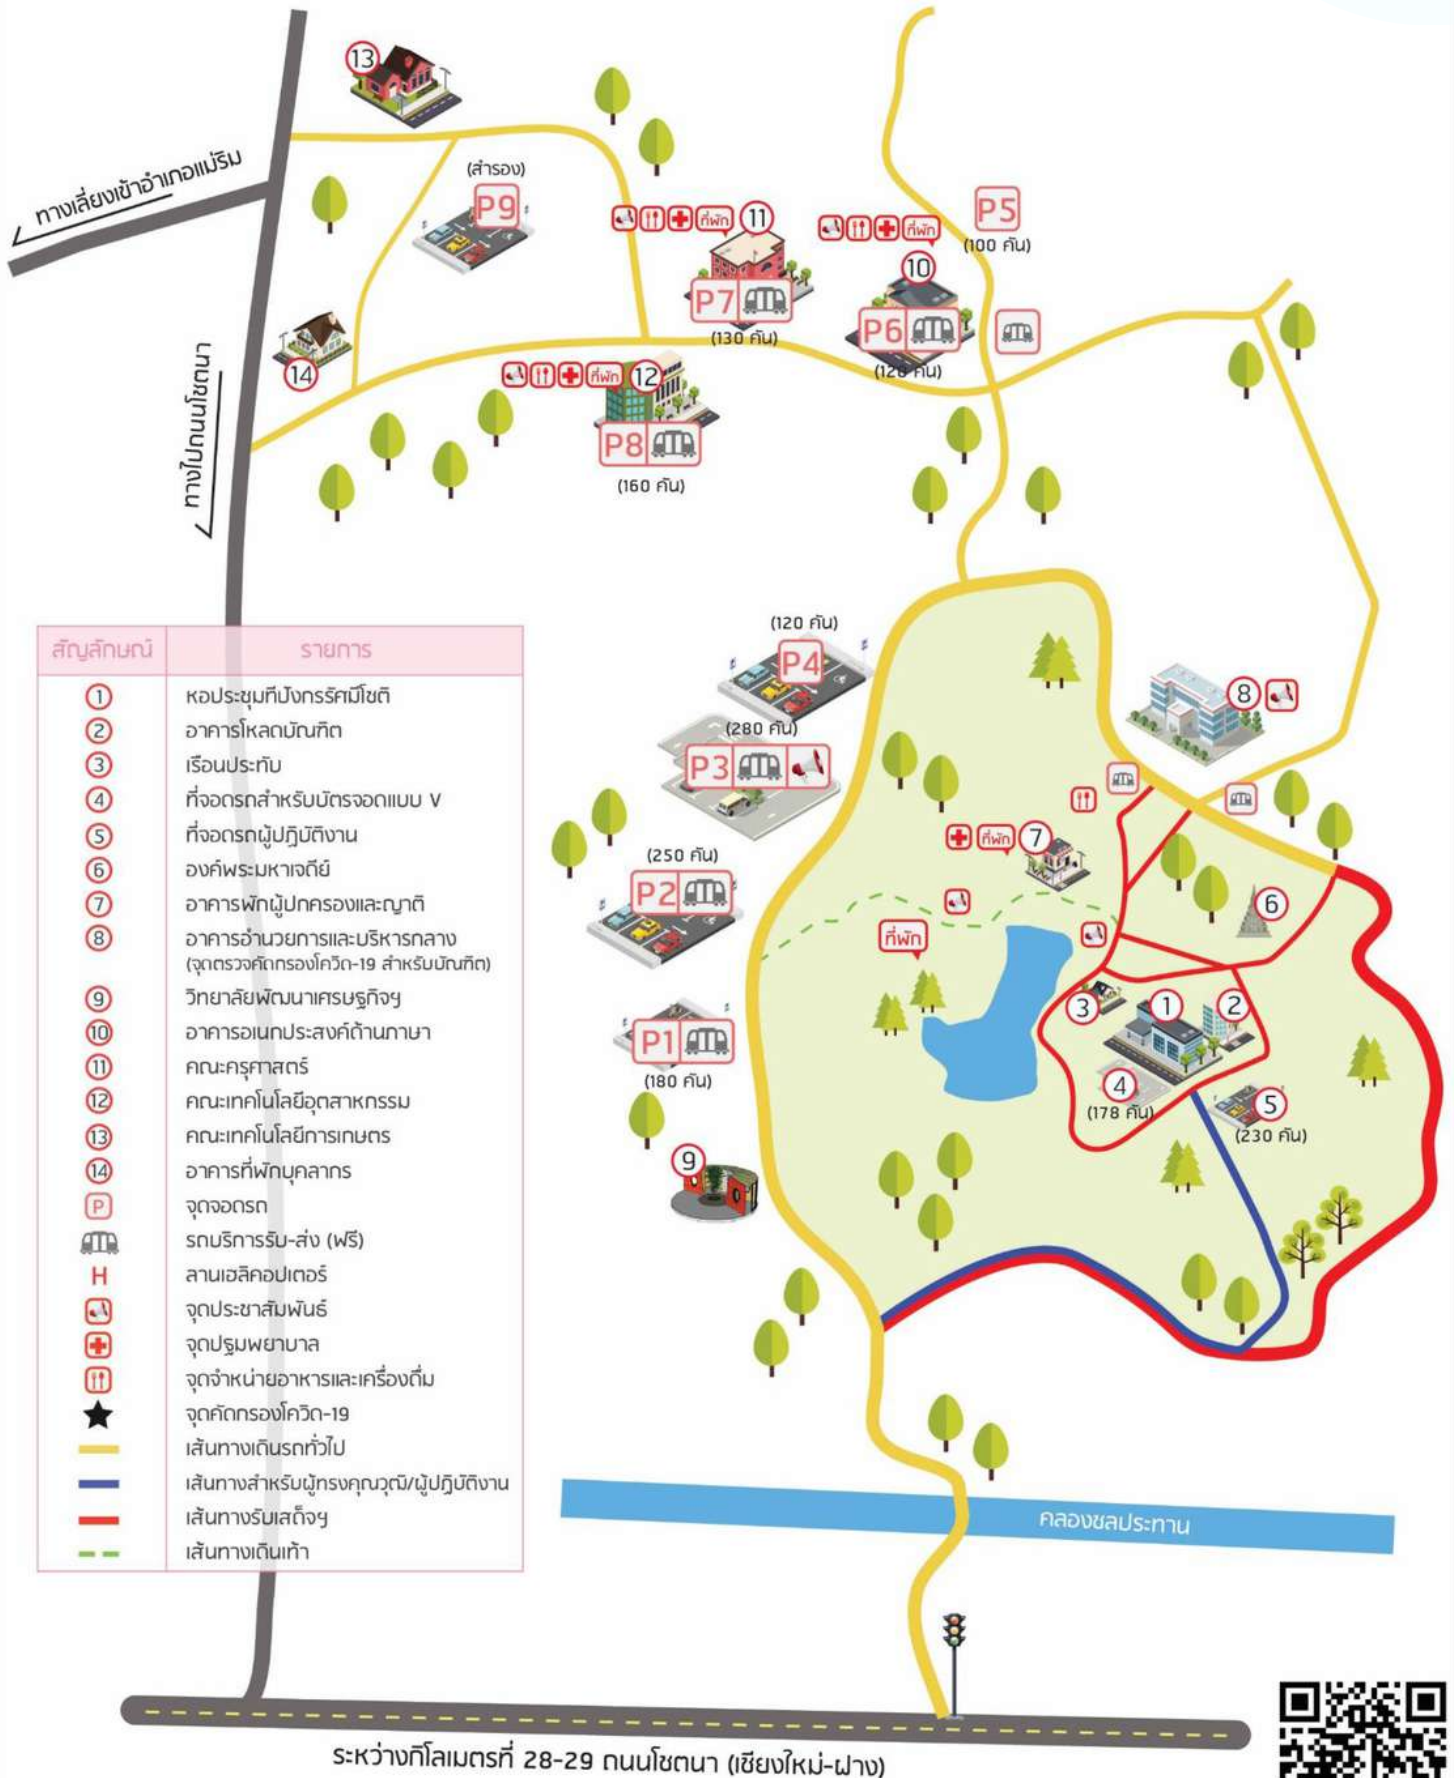 13
ทางเลี่ยงเข้าอำเภอแม่ริม
(สำรอง)
P9
ที่พัก 11
P5
(100 คัน)
ที่พัก
10
P7
(130 คัน)
P6
(120 คัน)
14
ทางไปถนนโชตนา
ที่พัก 12
P8
(160 คัน)
(120 คัน)
P4
(280 คัน)
P3
8
(250 คัน)
P2
ที่พัก 7
6
ที่พัก
3
1
2
P1
(180 คัน)
4
(178 คัน)
5
(230 คัน)
9
สัญลักษณ์ รายการ
1 หอประชุมทีปังกรรัศมีโชติ
2 อาคารโหลดบัณฑิต
3 เรือนประทับ
4 ที่จอดรถสำหรับบัตรจอดแบบ V
5 ที่จอดรถผู้ปฏิบัติงาน
6 องค์พระมหาเจดีย์
7 อาคารพักผู้ปกครองและญาติ
8 อาคารอำนวยการและบริหารกลาง
(จุดตรวจคัดกรองโควิด-19 สำหรับบัณฑิต)
9 วิทยาลัยพัฒนาเศรษฐกิจฯ
10 อาคารอเนกประสงค์ด้านภาษา
11 คณะครุศาสตร์
12 คณะเทคโนโลยีอุตสาหกรรม
13 คณะเทคโนโลยีการเกษตร
14 อาคารที่พักบุคลากร
P จุดจอดรถ
รถบริการรับ-ส่ง (ฟรี)
H ลานเฮลิคอปเตอร์
จุดประชาสัมพันธ์
จุดปฐมพยาบาล
จุดจำหน่ายอาหารและเครื่องดื่ม
จุดคัดกรองโควิด-19
เส้นทางเดินรถทั่วไป
เส้นทางสำหรับผู้ทรงคุณวุฒิ/ผู้ปฏิบัติงาน
เส้นทางรับเสด็จฯ
เส้นทางเดินเท้า
คลองชลประทาน
ระหว่างกิโลเมตรที่ 28-29 ถนนโชตนา (เชียงใหม่-ฝาง)